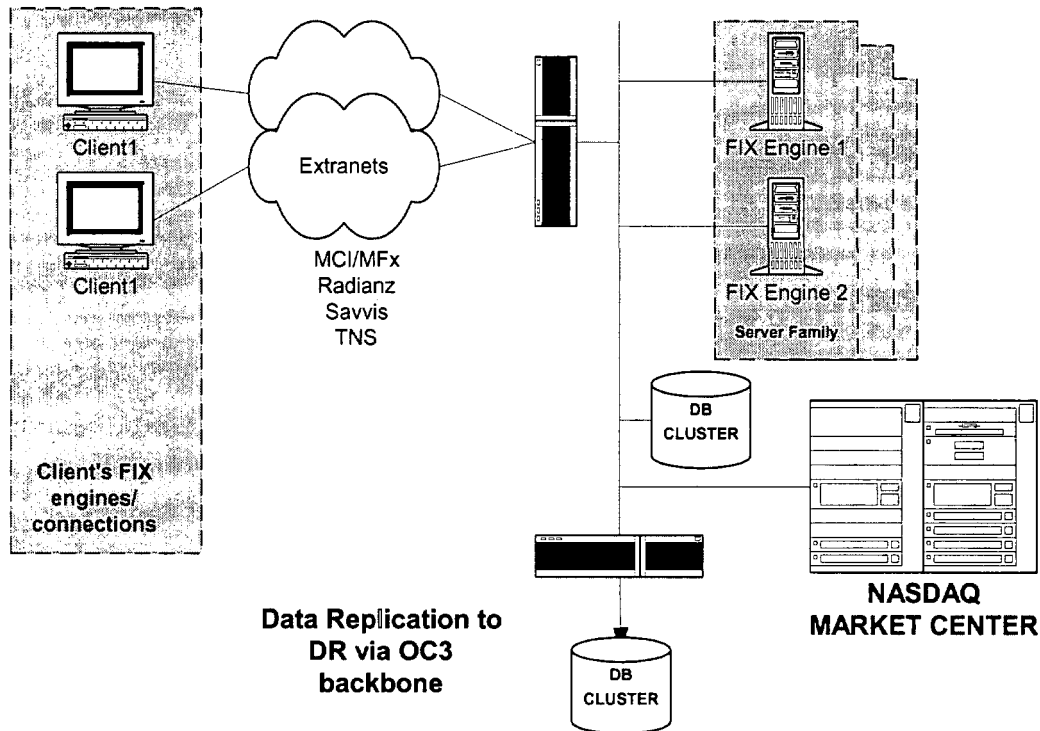 Client1
Client1
Client's FIX
engines/
connections
Extranets
MCI/MFx
Radianz
Savvis
TNS
FIX Engine 1
FIX Engine 2
Server Family
DB
CLUSTER
NASDAQ
MARKET CENTER
Data Replication to
DR via OC3
backbone
DB
CLUSTER